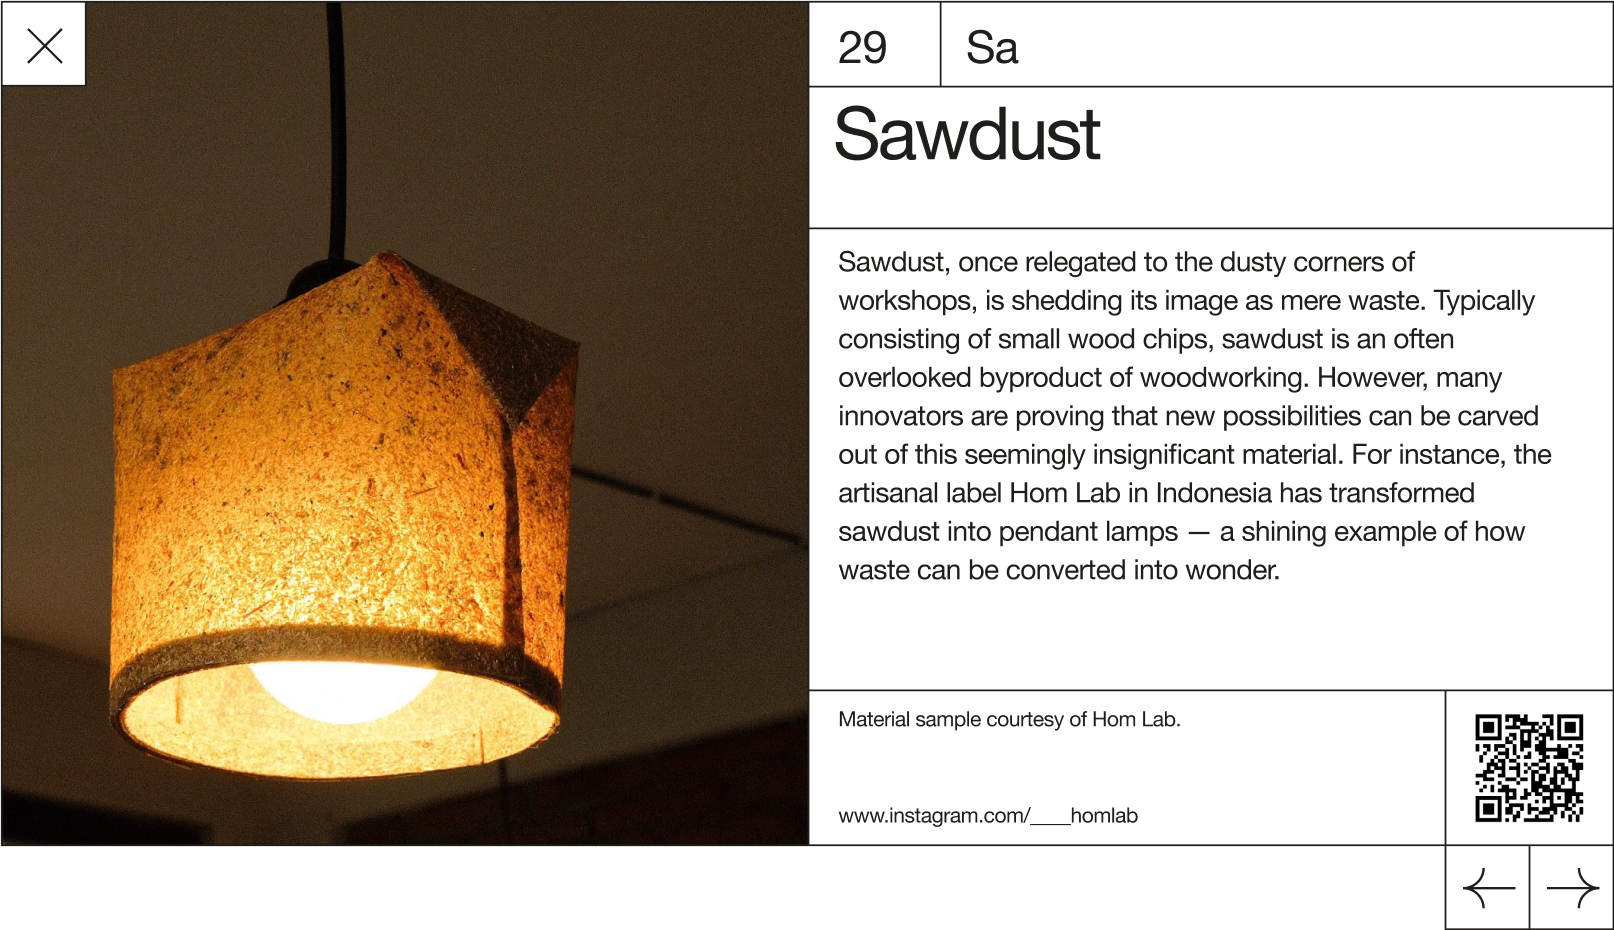 29
Sa
Sawdust
Sawdust, once relegated to the dusty corners of
workshops, is shedding its image as mere waste. Typically
consisting of small wood chips, sawdust is an often
overlooked byproduct of woodworking. However, many
innovators are proving that new possibilities can be carved
out of this seemingly insignificant material. For instance, the
artisanal label Hom Lab in Indonesia has transformed
sawdust into pendant lamps — a shining example of how
waste can be converted into wonder.
Material sample courtesy of Hom Lab.
www.instagram.com/____homlab